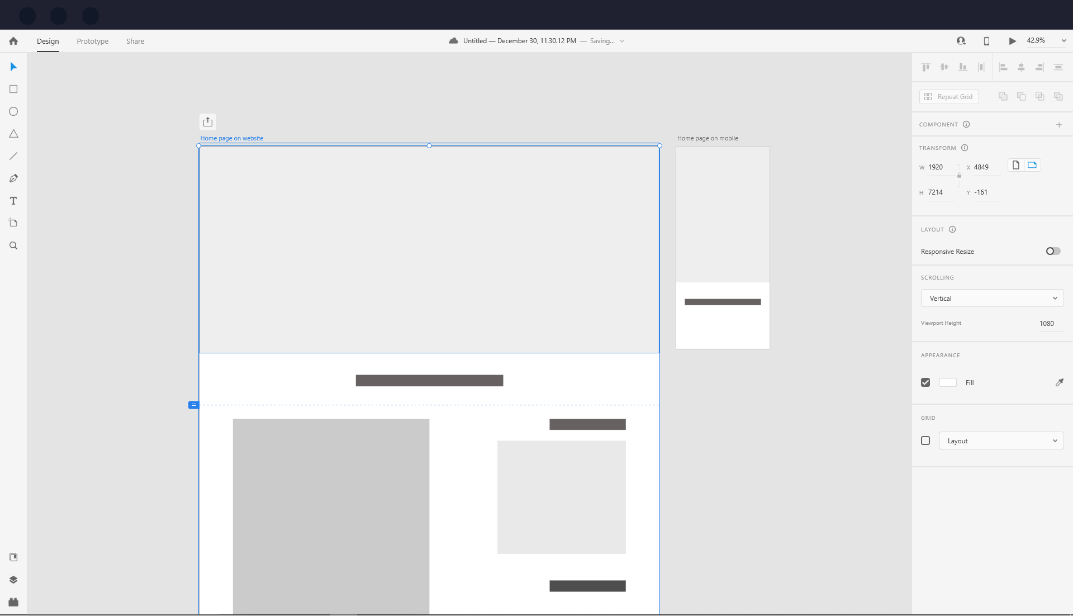 Design
Prototype
Share
Untitled — December 30, 11.30.12 PM — Saving...
42.9%
Home page on website
Home page on mobile
Repeat Grid
COMPONENT
TRANSFORM
W 1920
X 4849
H 7214
Y -161
LAYOUT
Responsive Resize
SCROLLING
Vertical
Viewport Height 1080
APPEARANCE
Fill
GRID
Layout
T